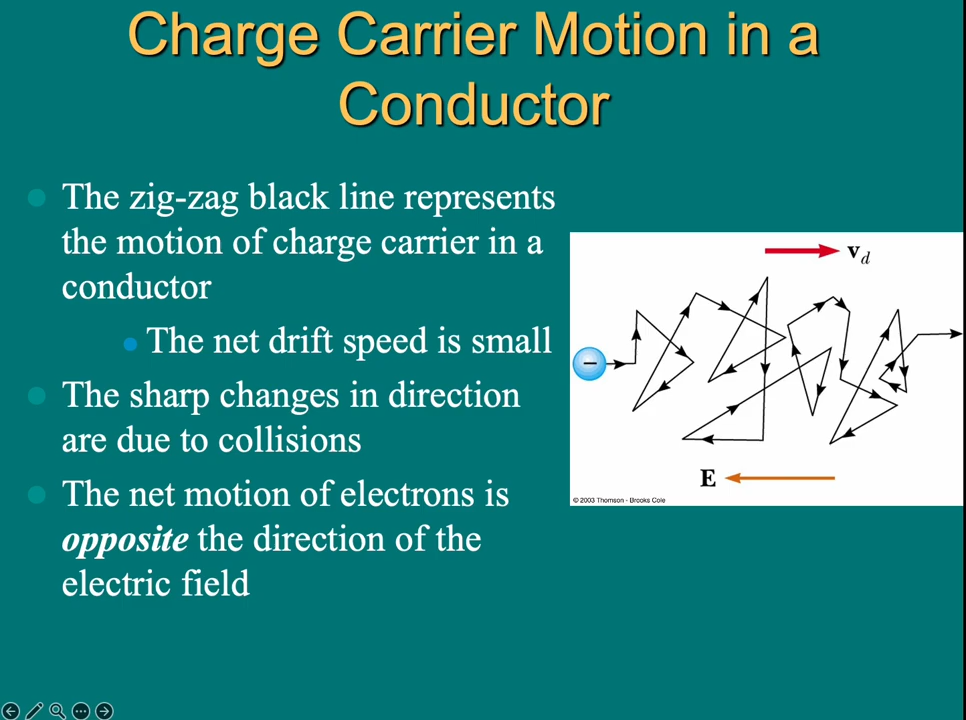 Charge Carrier Motion in a
Conductor
The zig-zag black line represents
the motion of charge carrier in a
conductor
The net drift speed is small
The sharp changes in direction
are due to collisions
The net motion of electrons is
opposite the direction of the
electric field
v_d
−
E
© 2003 Thomson - Brooks Cole